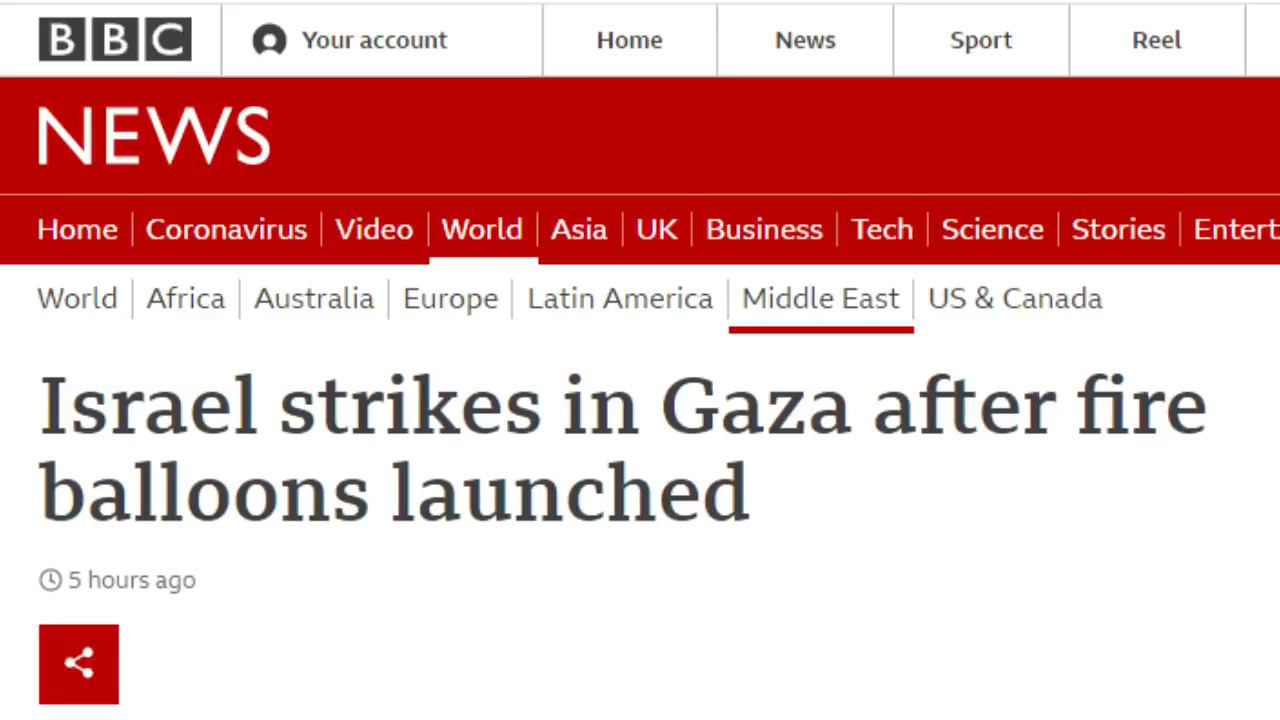 BBC Your account Home News Sport Reel
NEWS
Home Coronavirus Video World Asia UK Business Tech Science Stories Entert
World Africa Australia Europe Latin America Middle East US & Canada
Israel strikes in Gaza after fire
balloons launched
5 hours ago